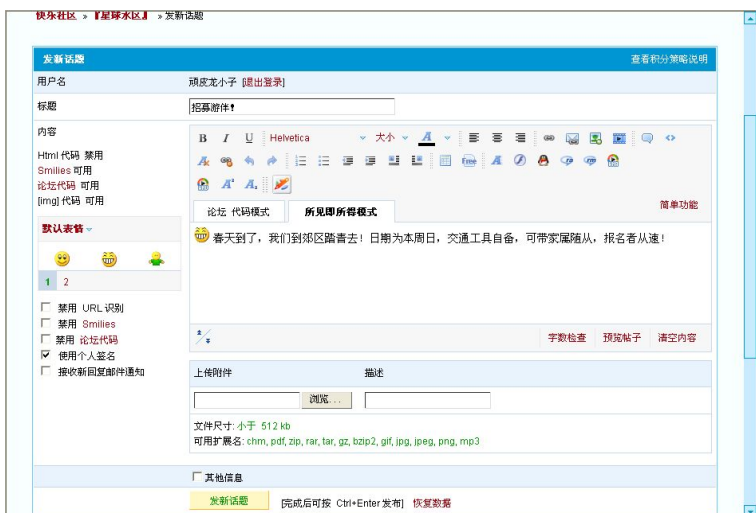 快乐社区 » 『星球水区』 » 发新话题
发新话题 查看积分策略说明
用户名 顽皮龙小子 [退出登录]
标题 招募游伴!
内容
Html 代码 禁用
Smilies 可用
论坛代码 可用
[img] 代码 可用
B I U Helvetica 大小 A
论坛 代码模式 所见即所得模式 简单功能
默认表情
春天到了，我们到郊区踏青去！日期为本周日，交通工具自备，可带家属随从，报名者从速！
1 2
禁用 URL 识别
禁用 Smilies
禁用 论坛代码
使用个人签名
接收新回复邮件通知
字数检查 预览帖子 清空内容
上传附件 描述
浏览...
文件尺寸: 小于 512 kb
可用扩展名: chm, pdf, zip, rar, tar, gz, bzip2, gif, jpg, jpeg, png, mp3
其他信息
发新话题 [完成后可按 Ctrl+Enter 发布] 恢复数据